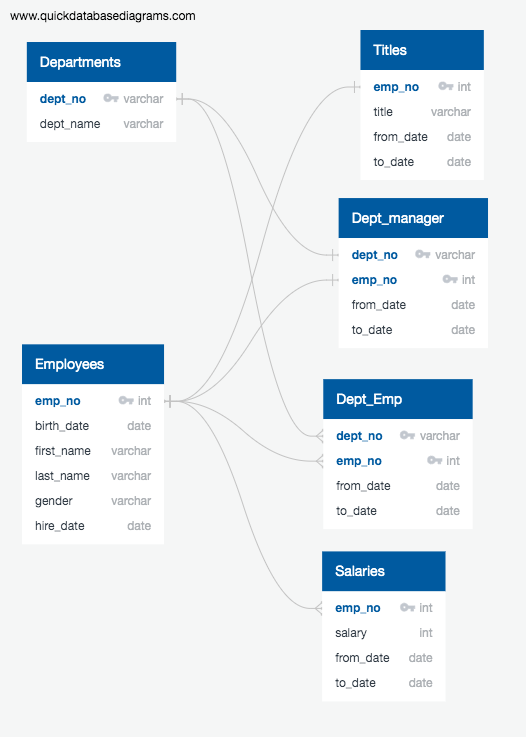 www.quickdatabasediagrams.com
Departments
dept_no varchar
dept_name varchar
Titles
emp_no int
title varchar
from_date date
to_date date
Dept_manager
dept_no varchar
emp_no int
from_date date
to_date date
Employees
emp_no int
birth_date date
first_name varchar
last_name varchar
gender varchar
hire_date date
Dept_Emp
dept_no varchar
emp_no int
from_date date
to_date date
Salaries
emp_no int
salary int
from_date date
to_date date